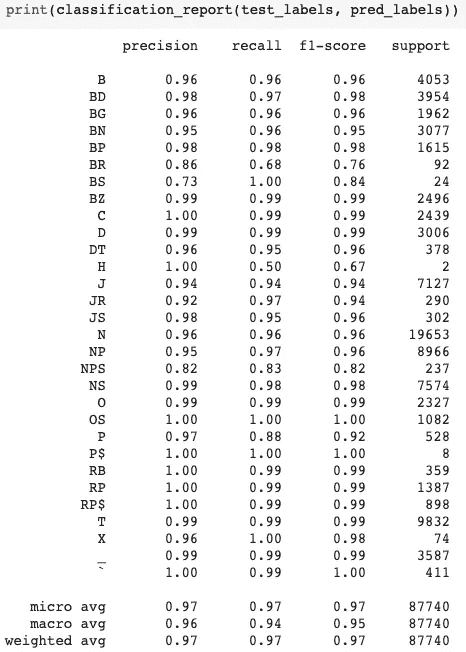 print(classification_report(test_labels, pred_labels))
precision recall f1-score support
B 0.96 0.96 0.96 4053
BD 0.98 0.97 0.98 3954
BG 0.96 0.96 0.96 1962
BN 0.95 0.96 0.95 3077
BP 0.98 0.98 0.98 1615
BR 0.86 0.68 0.76 92
BS 0.73 1.00 0.84 24
BZ 0.99 0.99 0.99 2496
C 1.00 0.99 0.99 2439
D 0.99 0.99 0.99 3006
DT 0.96 0.95 0.96 378
H 1.00 0.50 0.67 2
J 0.94 0.94 0.94 7127
JR 0.92 0.97 0.94 290
JS 0.98 0.95 0.96 302
N 0.96 0.96 0.96 19653
NP 0.95 0.97 0.96 8966
NPS 0.82 0.83 0.82 237
NS 0.99 0.98 0.98 7574
O 0.99 0.99 0.99 2327
OS 1.00 1.00 1.00 1082
P 0.97 0.88 0.92 528
P$ 1.00 1.00 1.00 8
RB 1.00 0.99 0.99 359
RP 1.00 0.99 0.99 1387
RP$ 1.00 0.99 0.99 898
T 0.99 0.99 0.99 9832
X 0.96 1.00 0.98 74
_ 0.99 0.99 0.99 3587
` 1.00 0.99 1.00 411
micro avg 0.97 0.97 0.97 87740
macro avg 0.96 0.94 0.95 87740
weighted avg 0.97 0.97 0.97 87740